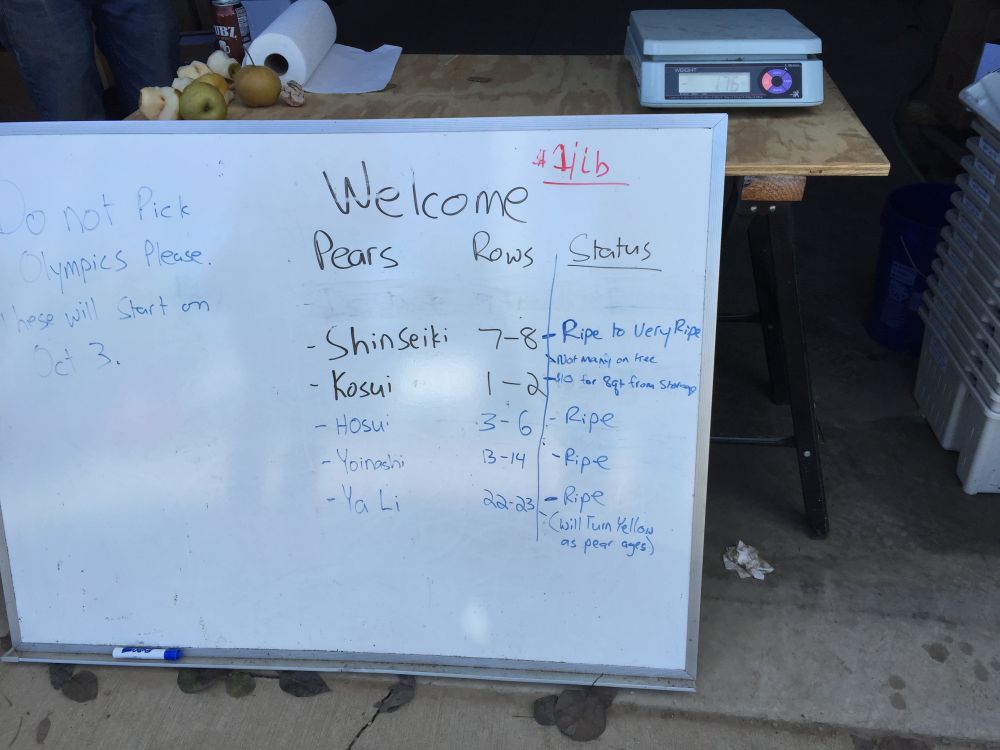 Do not Pick
Olympics Please.
These will start on
Oct 3.
Welcome
$1/lb
Pears Rows Status
- Shinseiki 7-8 - Ripe to Very Ripe
Not many on tree
- Kosui 1-2 - $10 for 8qt from Storage
- Hosui 3-6 - Ripe
- Yoinashi 13-14 - Ripe
- Ya Li 22-23 - Ripe
(Will Turn Yellow
as pear ages)
WEIGHT